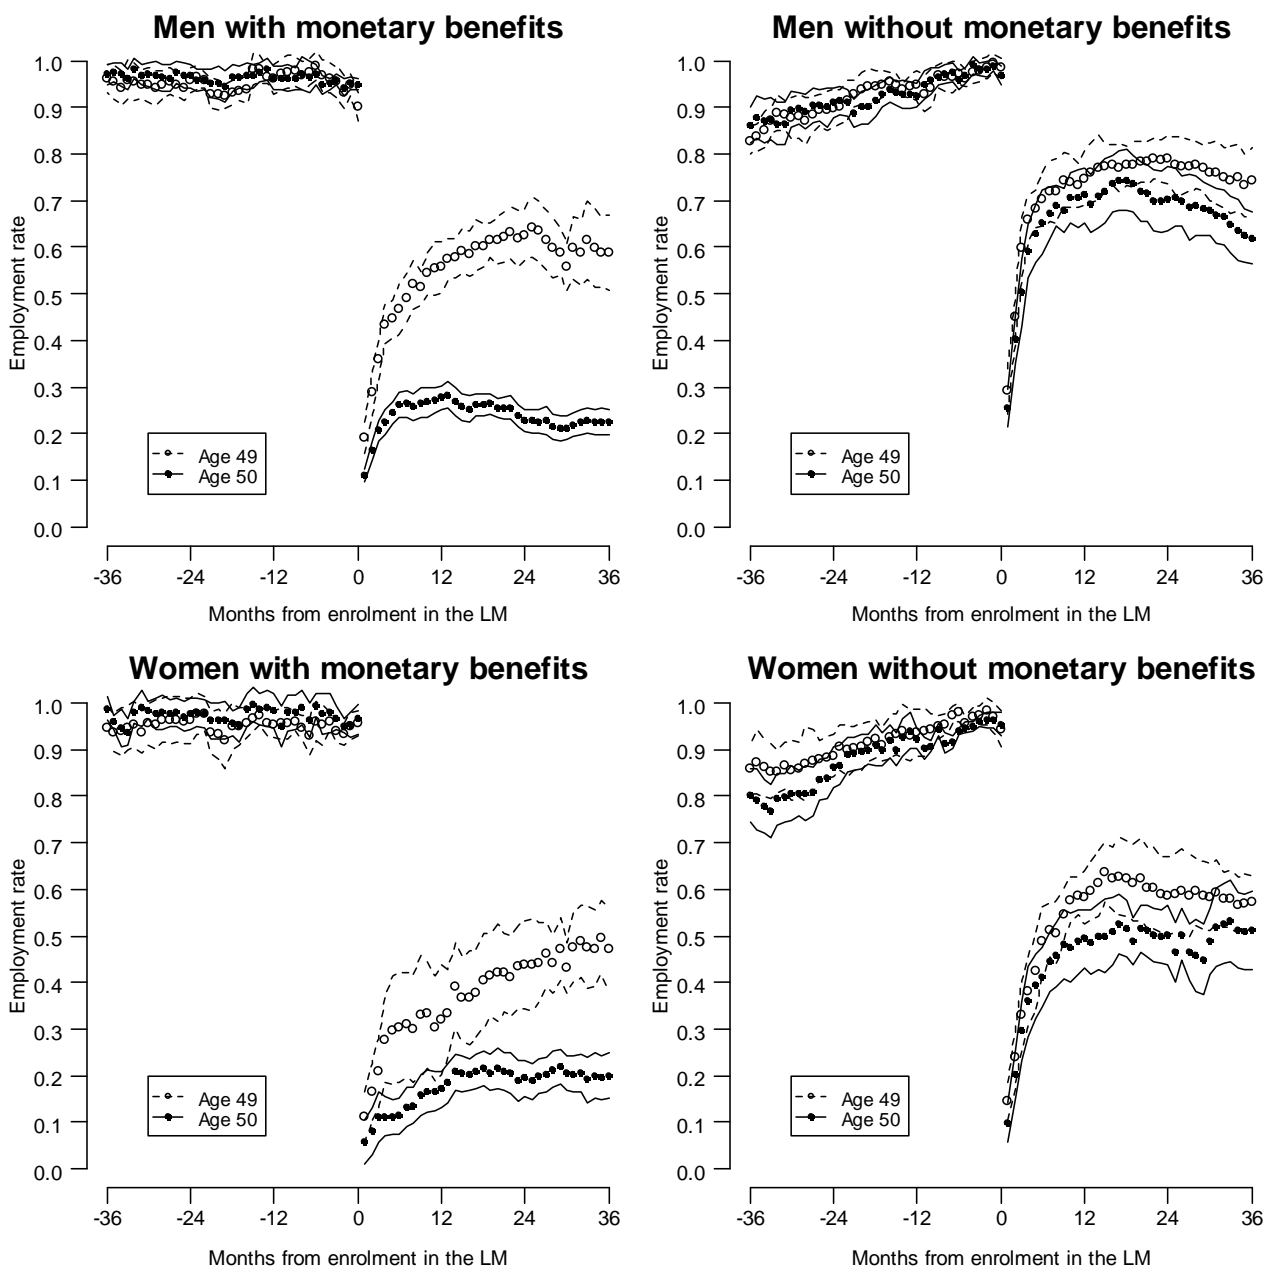 Men with monetary benefits
Employment rate
1.0
0.9
0.8
0.7
0.6
0.5
0.4
0.3
0.2
0.1
0.0
Age 49
Age 50
-36 -24 -12 0 12 24 36
Months from enrolment in the LM
Men without monetary benefits
Employment rate
1.0
0.9
0.8
0.7
0.6
0.5
0.4
0.3
0.2
0.1
0.0
Age 49
Age 50
-36 -24 -12 0 12 24 36
Months from enrolment in the LM
Women with monetary benefits
Employment rate
1.0
0.9
0.8
0.7
0.6
0.5
0.4
0.3
0.2
0.1
0.0
Age 49
Age 50
-36 -24 -12 0 12 24 36
Months from enrolment in the LM
Women without monetary benefits
Employment rate
1.0
0.9
0.8
0.7
0.6
0.5
0.4
0.3
0.2
0.1
0.0
Age 49
Age 50
-36 -24 -12 0 12 24 36
Months from enrolment in the LM